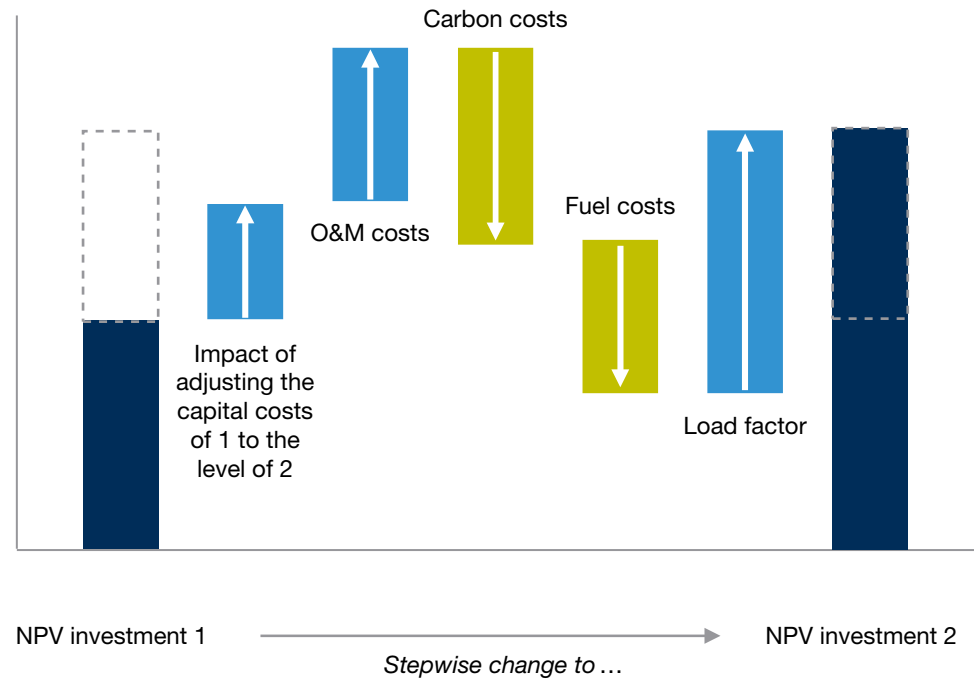 Carbon costs
Fuel costs
O&M costs
Impact of
adjusting the
capital costs
of 1 to the
level of 2
Load factor
NPV investment 1
NPV investment 2
Stepwise change to …